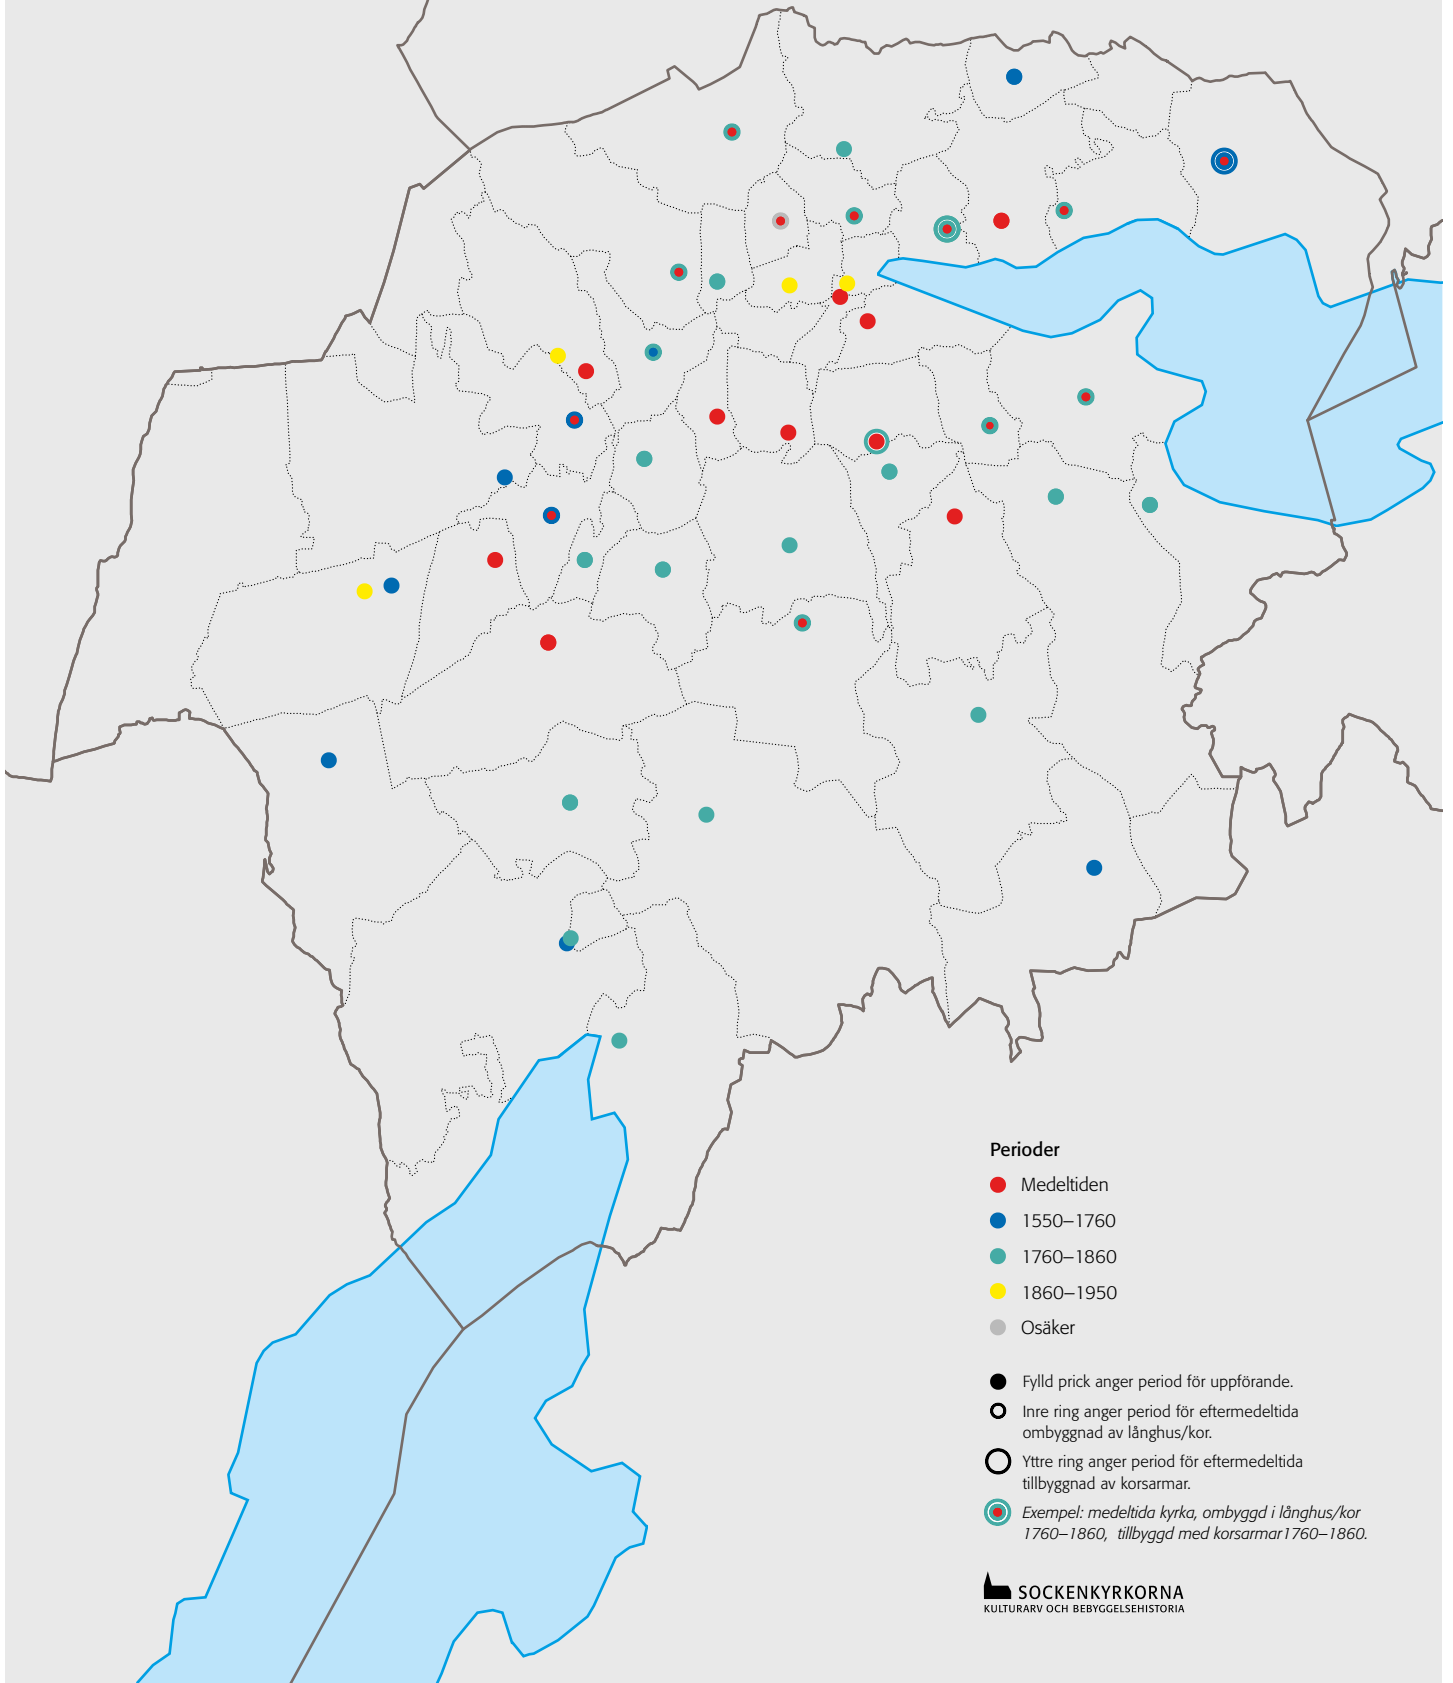 Perioder
Medeltiden
1550–1760
1760–1860
1860–1950
Osäker
Fylld prick anger period för uppförande.
Inre ring anger period för eftermedeltida
ombyggnad av långhus/kor.
Yttre ring anger period för eftermedeltida
tillbyggnad av korsarmar.
Exempel: medeltida kyrka, ombyggd i långhus/kor
1760–1860, tillbyggd med korsarmar1760–1860.
SOCKENKYRKORNA
KULTURARV OCH BEBYGGELSEHISTORIA